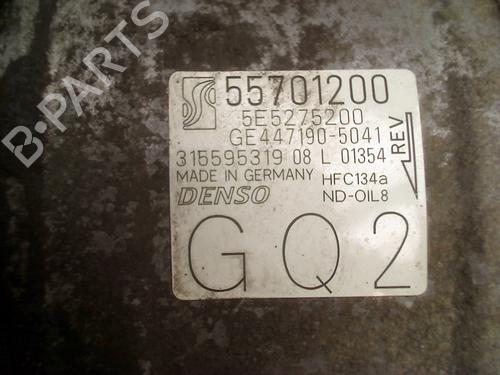 55701200
5E5275200
GE447190-5041
315595319 08 L 01354
MADE IN GERMANY HFC134a
DENSO ND-OIL8
REV
GQ2
B-PARTS